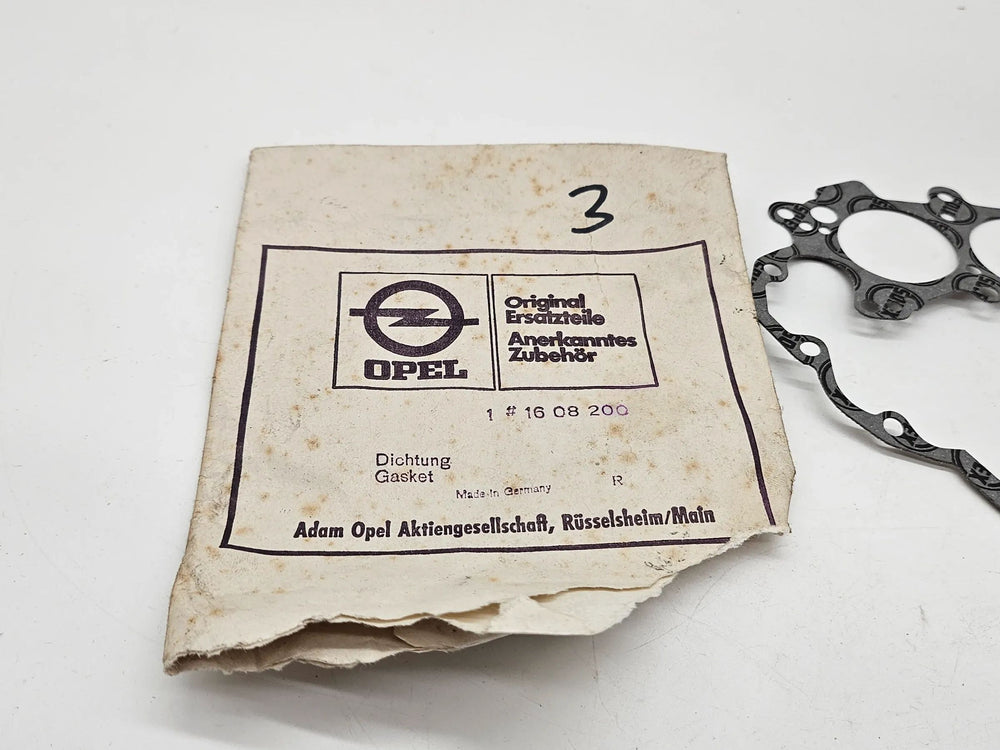 3
OPEL
Original
Ersatzteile
Anerkanntes
Zubehör
1 # 16 08 200
Dichtung
Gasket
Made in Germany
R
Adam Opel Aktiengesellschaft, Rüsselsheim/Main